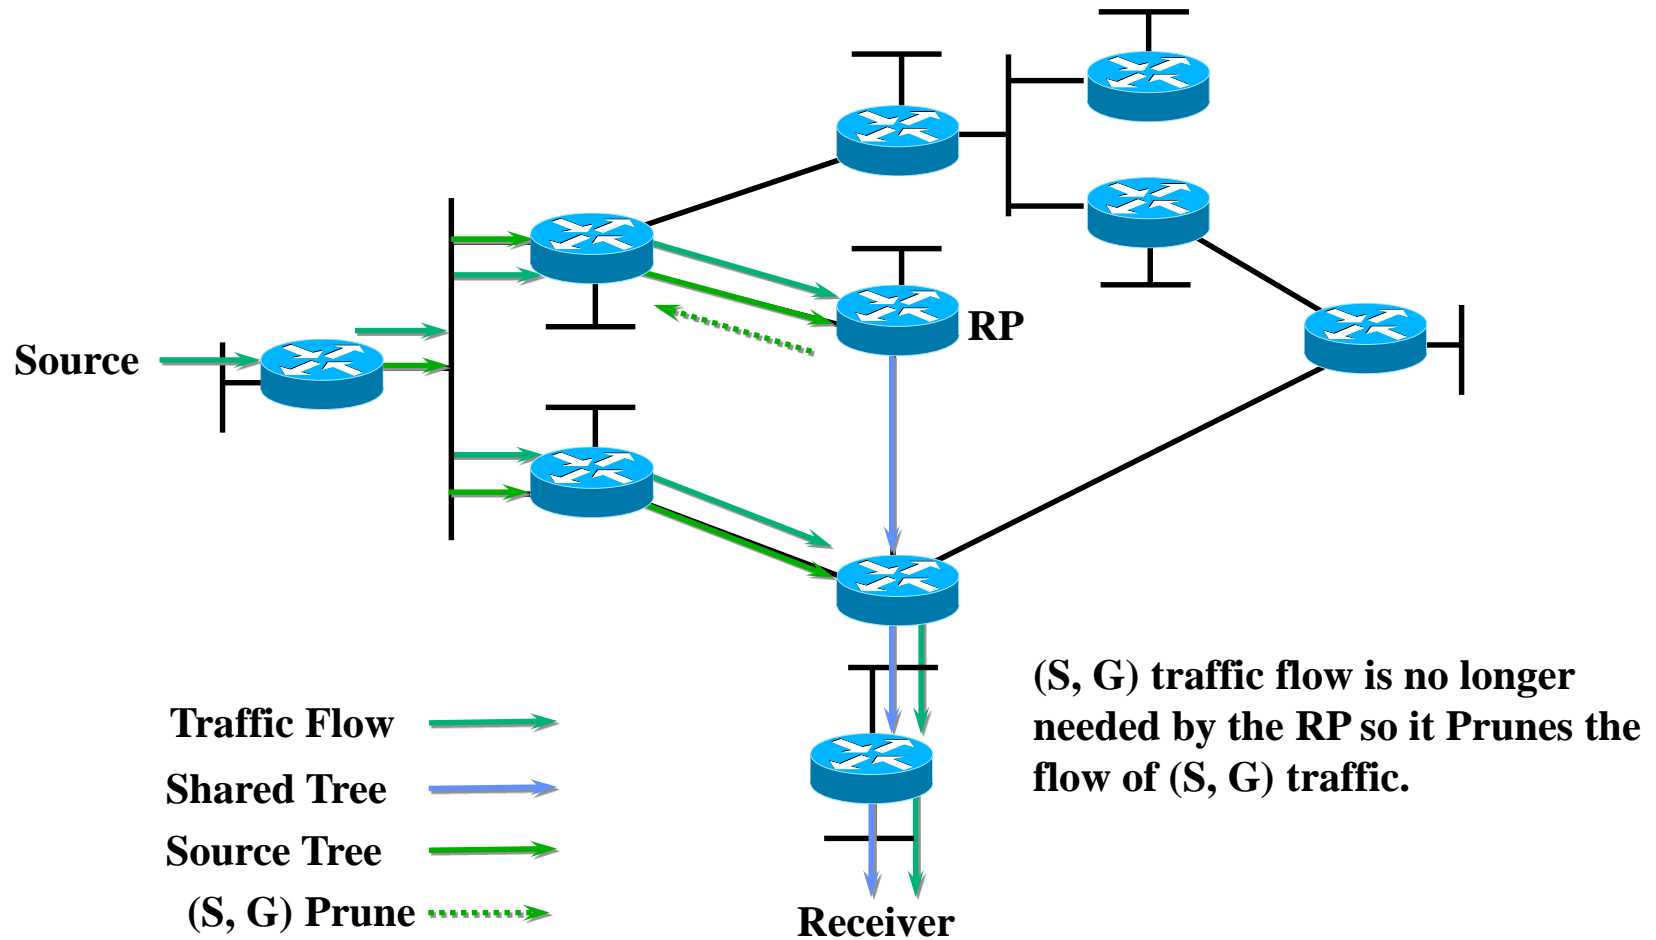 RP
Source
(S, G) traffic flow is no longer
needed by the RP so it Prunes the
flow of (S, G) traffic.
Traffic Flow
Shared Tree
Source Tree
(S, G) Prune
Receiver